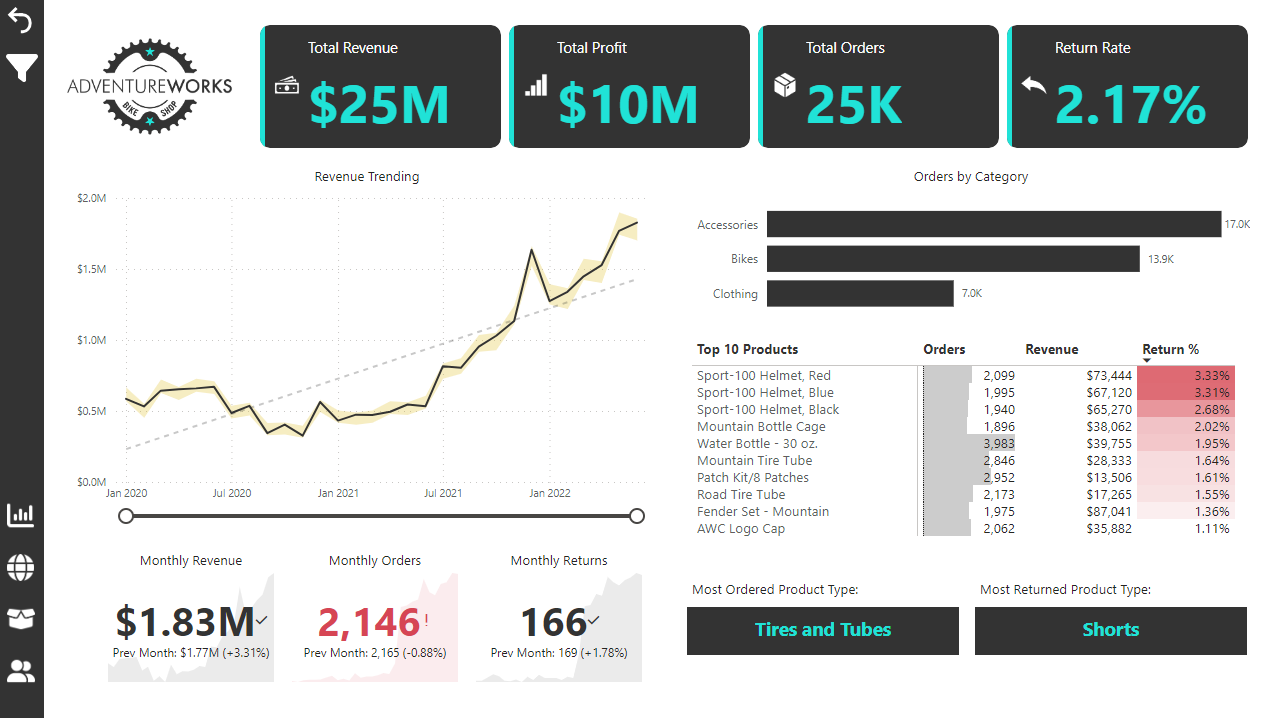 ADVENTUREWORKS
BIKE SHOP
Total Revenue
$25M
Total Profit
$10M
Total Orders
25K
Return Rate
2.17%
Revenue Trending
$2.0M
$1.5M
$1.0M
$0.5M
$0.0M
Jan 2020 Jul 2020 Jan 2021 Jul 2021 Jan 2022
Orders by Category
Accessories 17.0K
Bikes 13.9K
Clothing 7.0K
Top 10 Products Orders Revenue Return %
Sport-100 Helmet, Red 2,099 $73,444 3.33%
Sport-100 Helmet, Blue 1,995 $67,120 3.31%
Sport-100 Helmet, Black 1,940 $65,270 2.68%
Mountain Bottle Cage 1,896 $38,062 2.02%
Water Bottle - 30 oz. 3,983 $39,755 1.95%
Mountain Tire Tube 2,846 $28,333 1.64%
Patch Kit/8 Patches 2,952 $13,506 1.61%
Road Tire Tube 2,173 $17,265 1.55%
Fender Set - Mountain 1,975 $87,041 1.36%
AWC Logo Cap 2,062 $35,882 1.11%
Monthly Revenue
$1.83M
Prev Month: $1.77M (+3.31%)
Monthly Orders
2,146!
Prev Month: 2,165 (-0.88%)
Monthly Returns
166
Prev Month: 169 (+1.78%)
Most Ordered Product Type:
Tires and Tubes
Most Returned Product Type:
Shorts